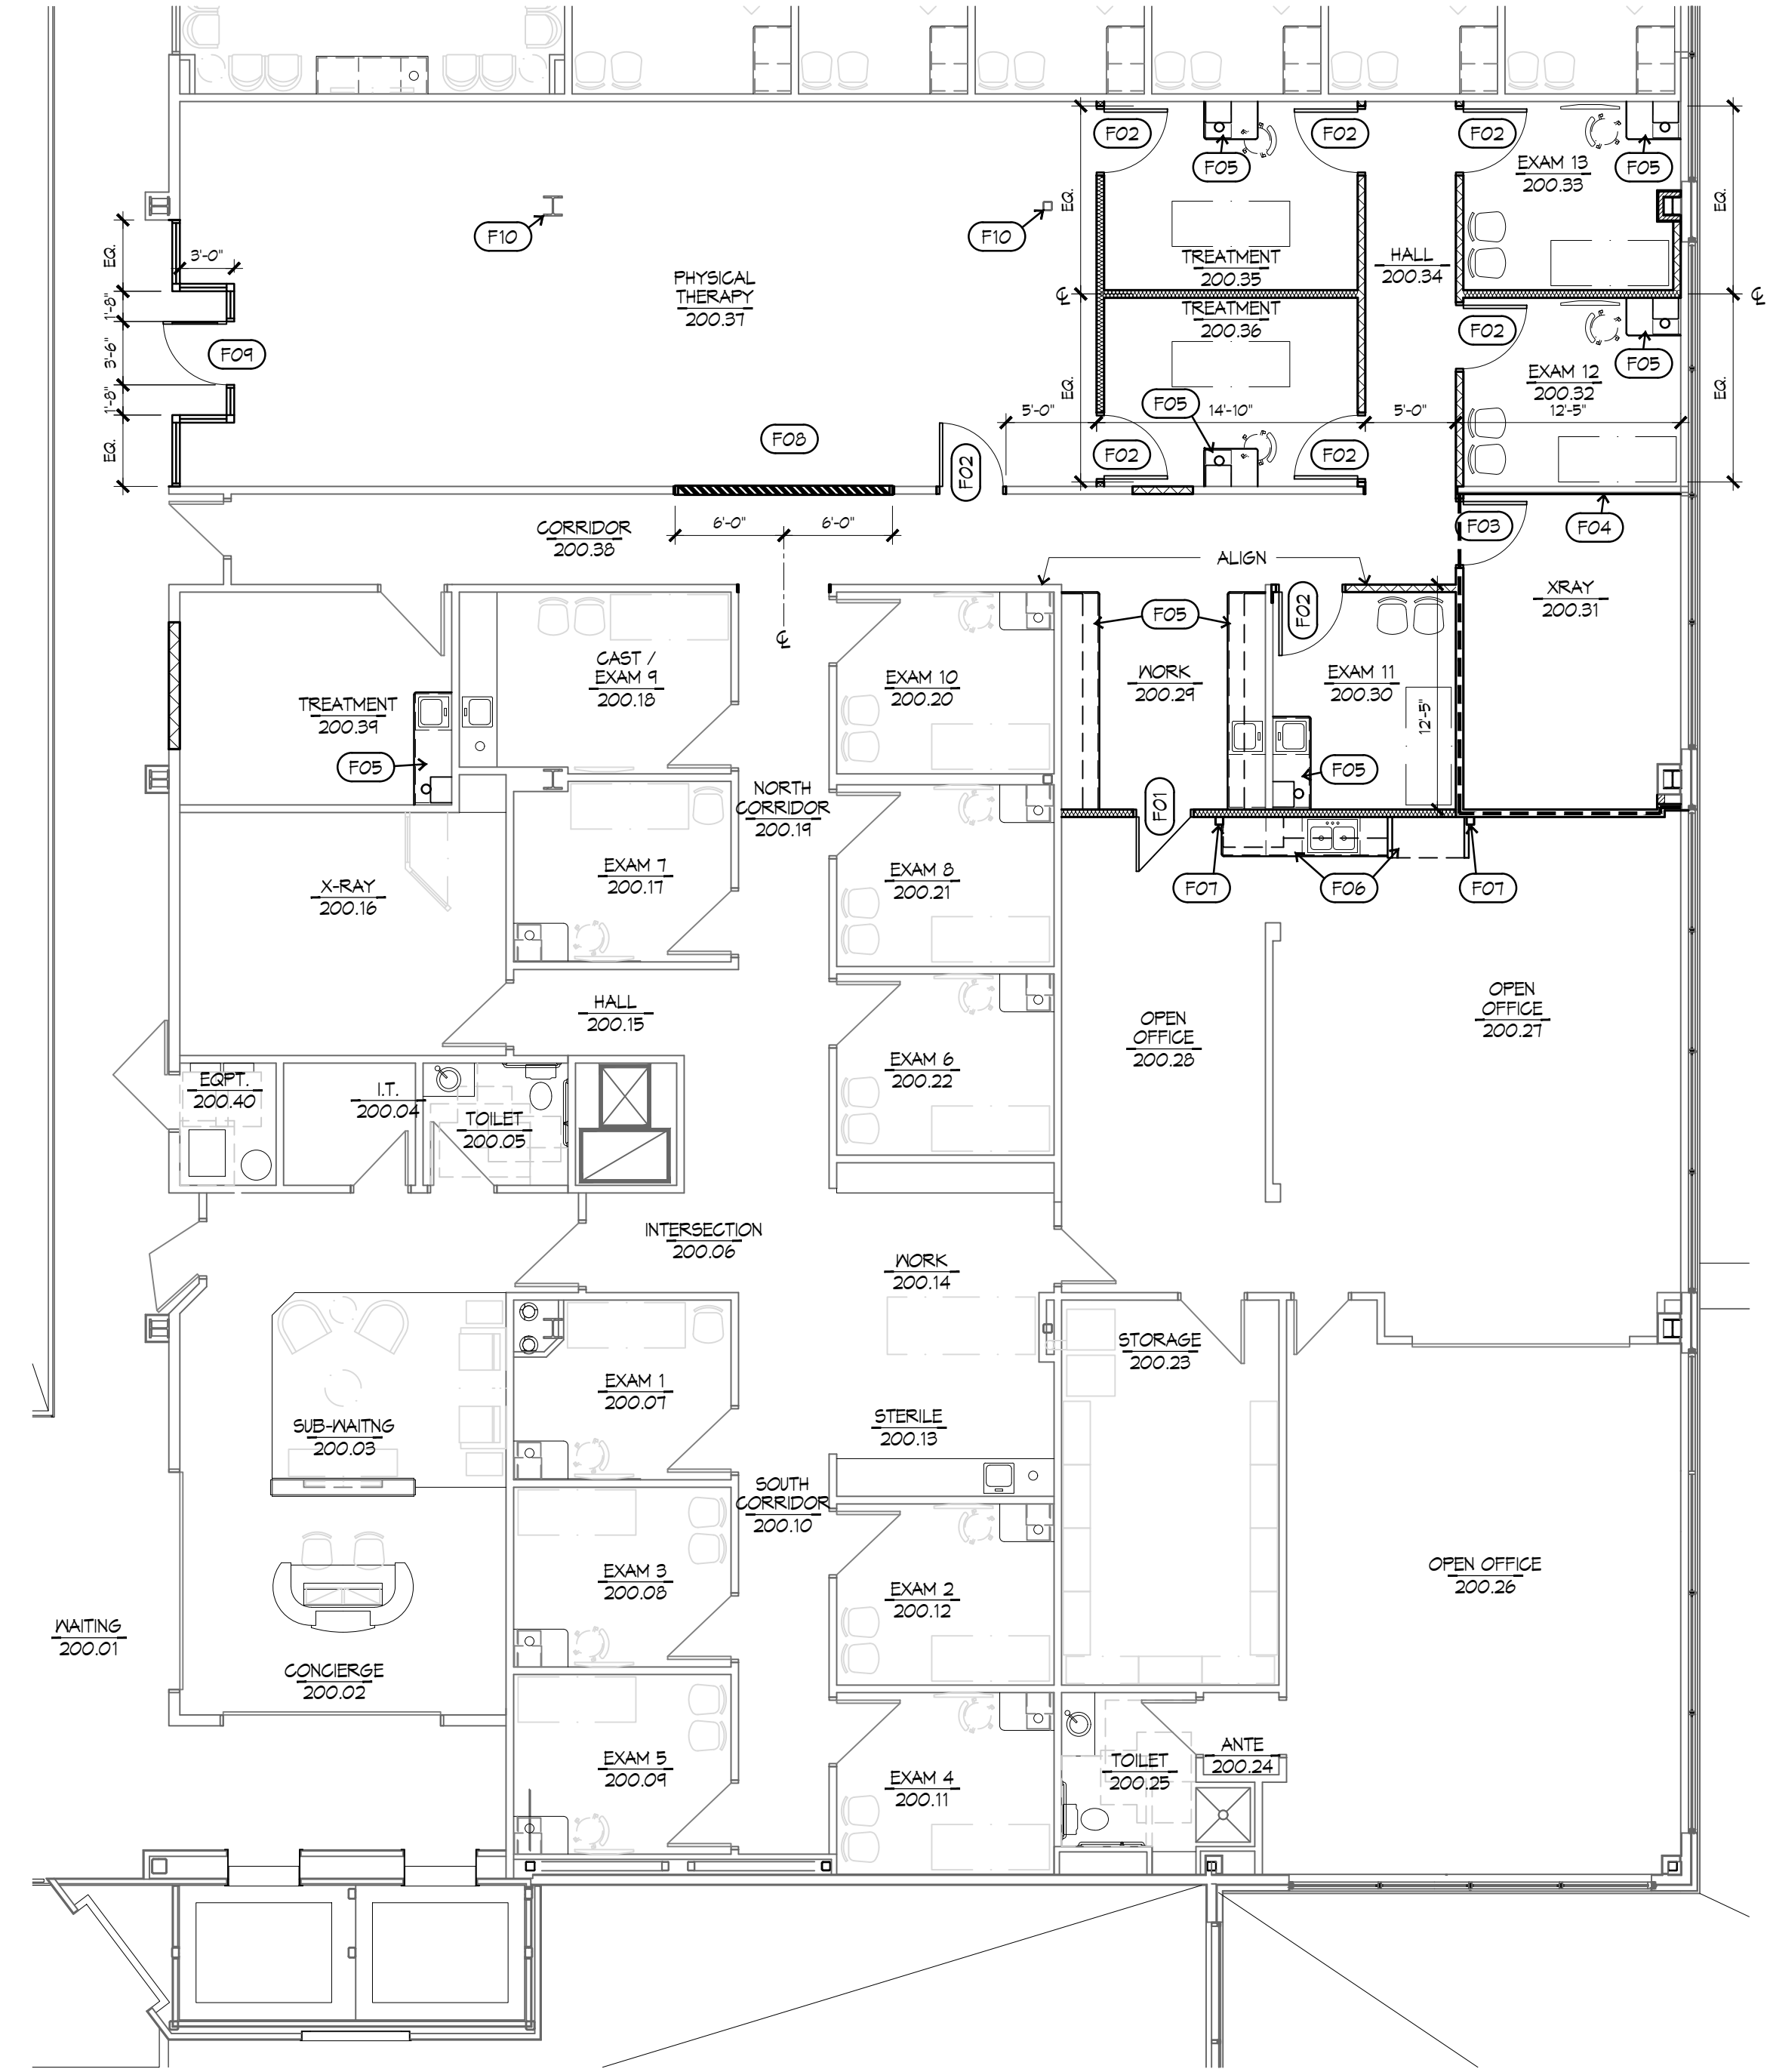 F02
F02
F02
F05
EXAM 13
200.33
F05
EQ.
EQ.
F10
F10
EQ.
3'-0"
TREATMENT
200.35
HALL
200.34
PHYSICAL
THERAPY
200.37
1'-8"
TREATMENT
200.36
F02
F09
3'-6"
F05
EXAM 12
200.32
EQ.
EQ.
1'-8"
F05
5'-0"
14'-10"
5'-0"
12'-5"
F08
EQ.
F02
F02
F02
CORRIDOR
200.38
6'-0"
6'-0"
F03
F04
ALIGN
XRAY
200.31
F05
F02
CAST /
EXAM 9
200.18
EXAM 10
200.20
WORK
200.29
EXAM 11
200.30
TREATMENT
200.39
12'-5"
F05
F05
NORTH
CORRIDOR
200.19
F01
EXAM 7
200.17
EXAM 8
200.21
X-RAY
200.16
F07
F06
F07
HALL
200.15
OPEN
OFFICE
200.28
OPEN
OFFICE
200.27
EXAM 6
200.22
EQPT.
200.40
I.T.
200.04
TOILET
200.05
INTERSECTION
200.06
WORK
200.14
STORAGE
200.23
EXAM 1
200.07
SUB-WAITNG
200.03
STERILE
200.13
SOUTH
CORRIDOR
200.10
EXAM 3
200.08
EXAM 2
200.12
OPEN OFFICE
200.26
WAITING
200.01
CONCIERGE
200.02
EXAM 5
200.09
EXAM 4
200.11
TOILET
200.25
ANTE
200.24